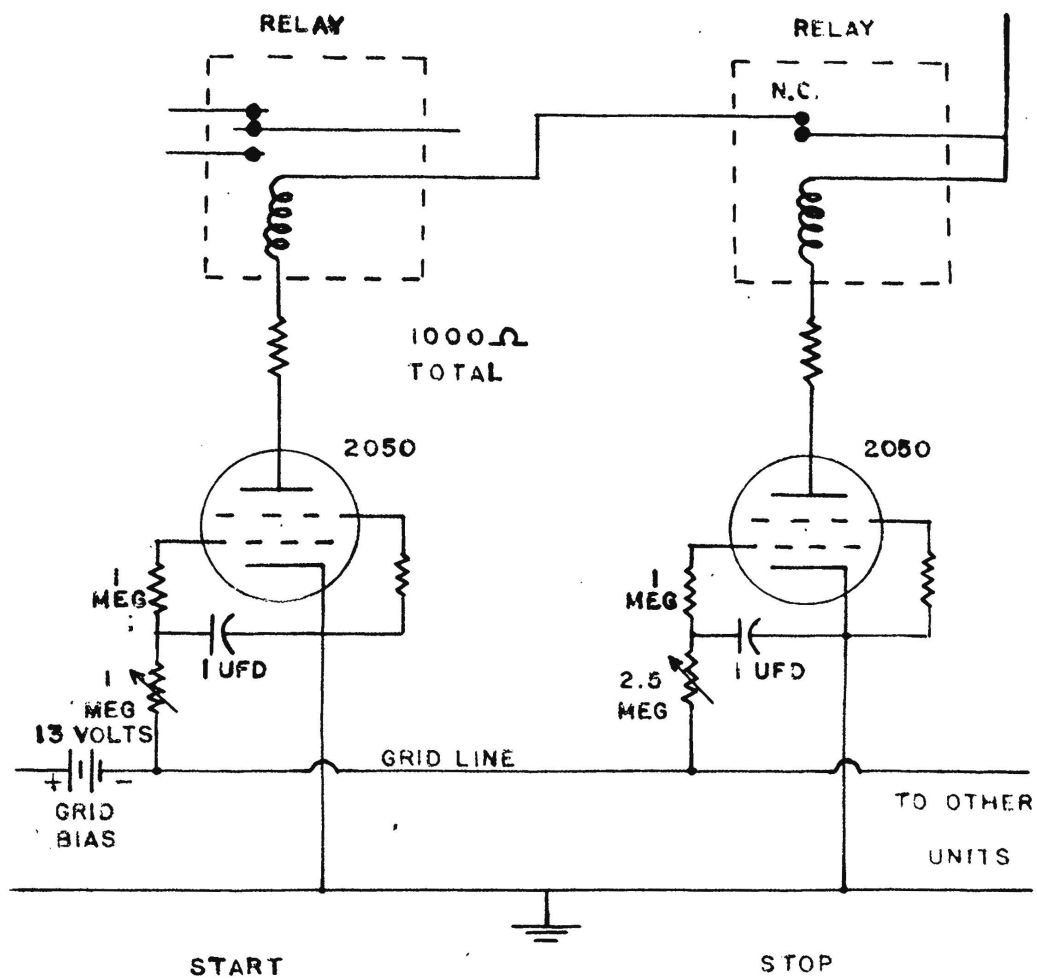 RELAY
RELAY
N.C.
1000Ω
TOTAL
2050
2050
1
MEG
1 UFD
1
MEG
1 UFD
1
MEG
2.5
MEG
13 VOLTS
+ -
GRID LINE
GRID
BIAS
TO OTHER
UNITS
START
STOP